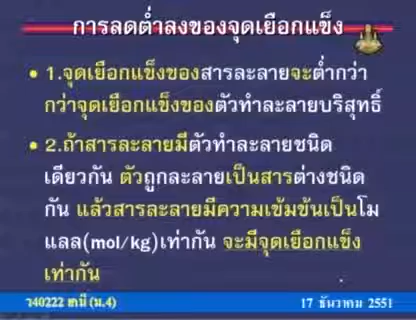 การลดต่ำลงของจุดเยือกแข็ง
• 1.จุดเยือกแข็งของสารละลายจะต่ำกว่า
กว่าจุดเยือกแข็งของตัวทำละลายบริสุทธิ์
• 2.ถ้าสารละลายมีตัวทำละลายชนิด
เดียวกัน ตัวถูกละลายเป็นสารต่างชนิด
กัน แล้วสารละลายมีความเข้มข้นเป็นโม
แลล(mol/kg)เท่ากัน จะมีจุดเยือกแข็ง
เท่ากัน
ว40222 เคมี (ม.4)
17 ธันวาคม 2551